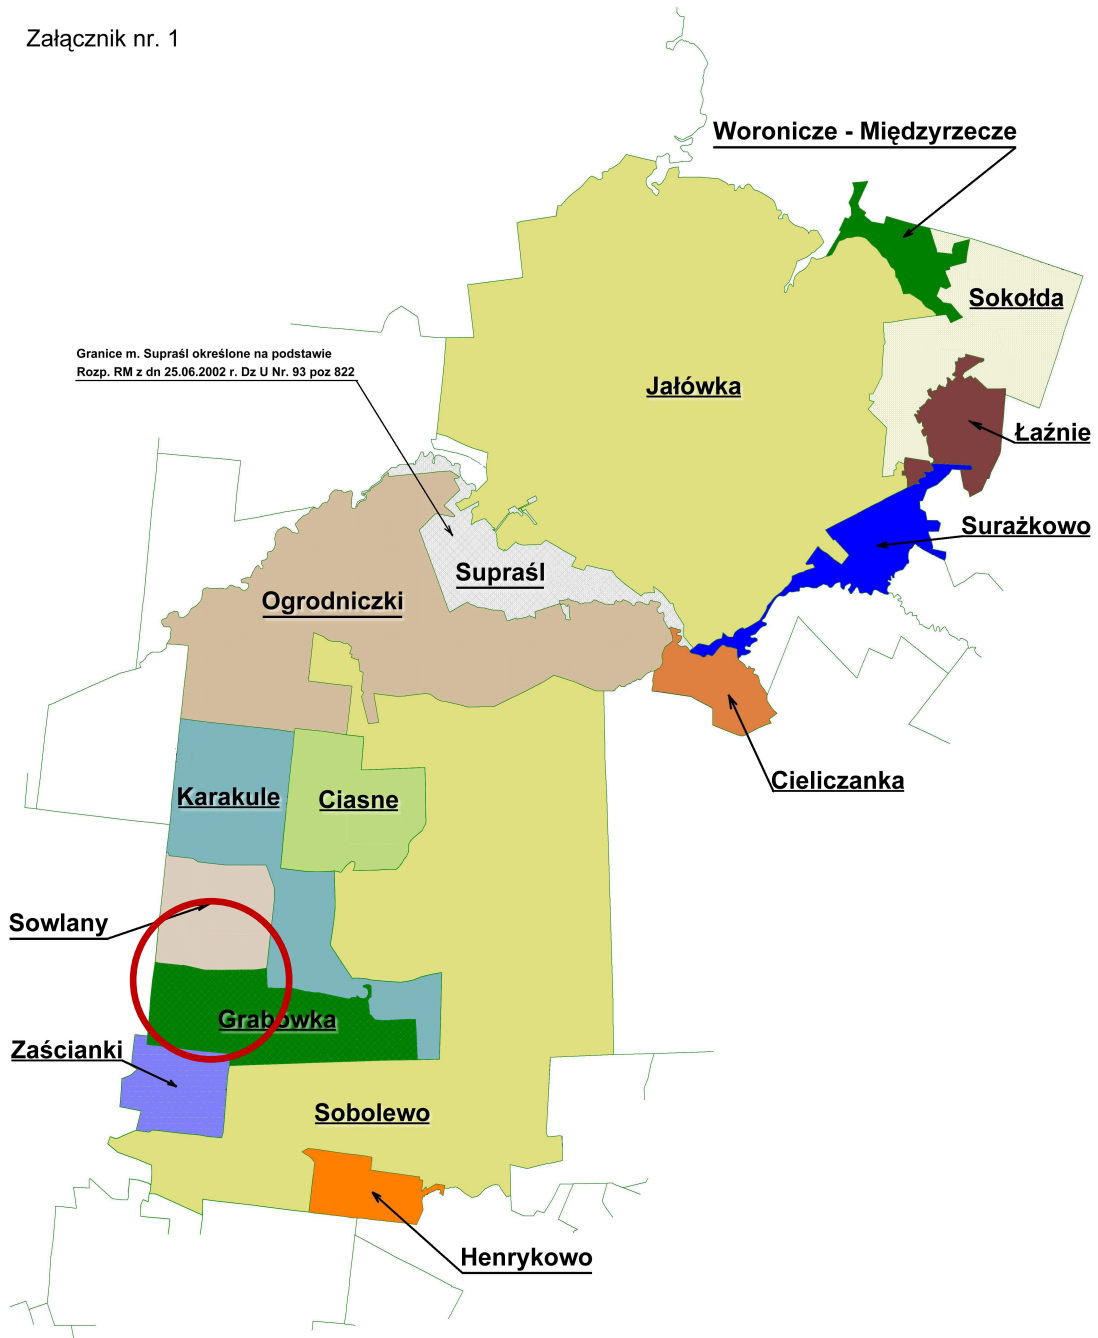 Załącznik nr. 1
Woronicze - Międzyrzecze
Sokołda
Granice m. Supraśl określone na podstawie
Rozp. RM z dn 25.06.2002 r. Dz U Nr. 93 poz 822
Jałówka
Łaźnie
Surażkowo
Supraśl
Ogrodniczki
Cieliczanka
Karakule
Ciasne
Sowlany
Grabówka
Zaścianki
Sobolewo
Henrykowo